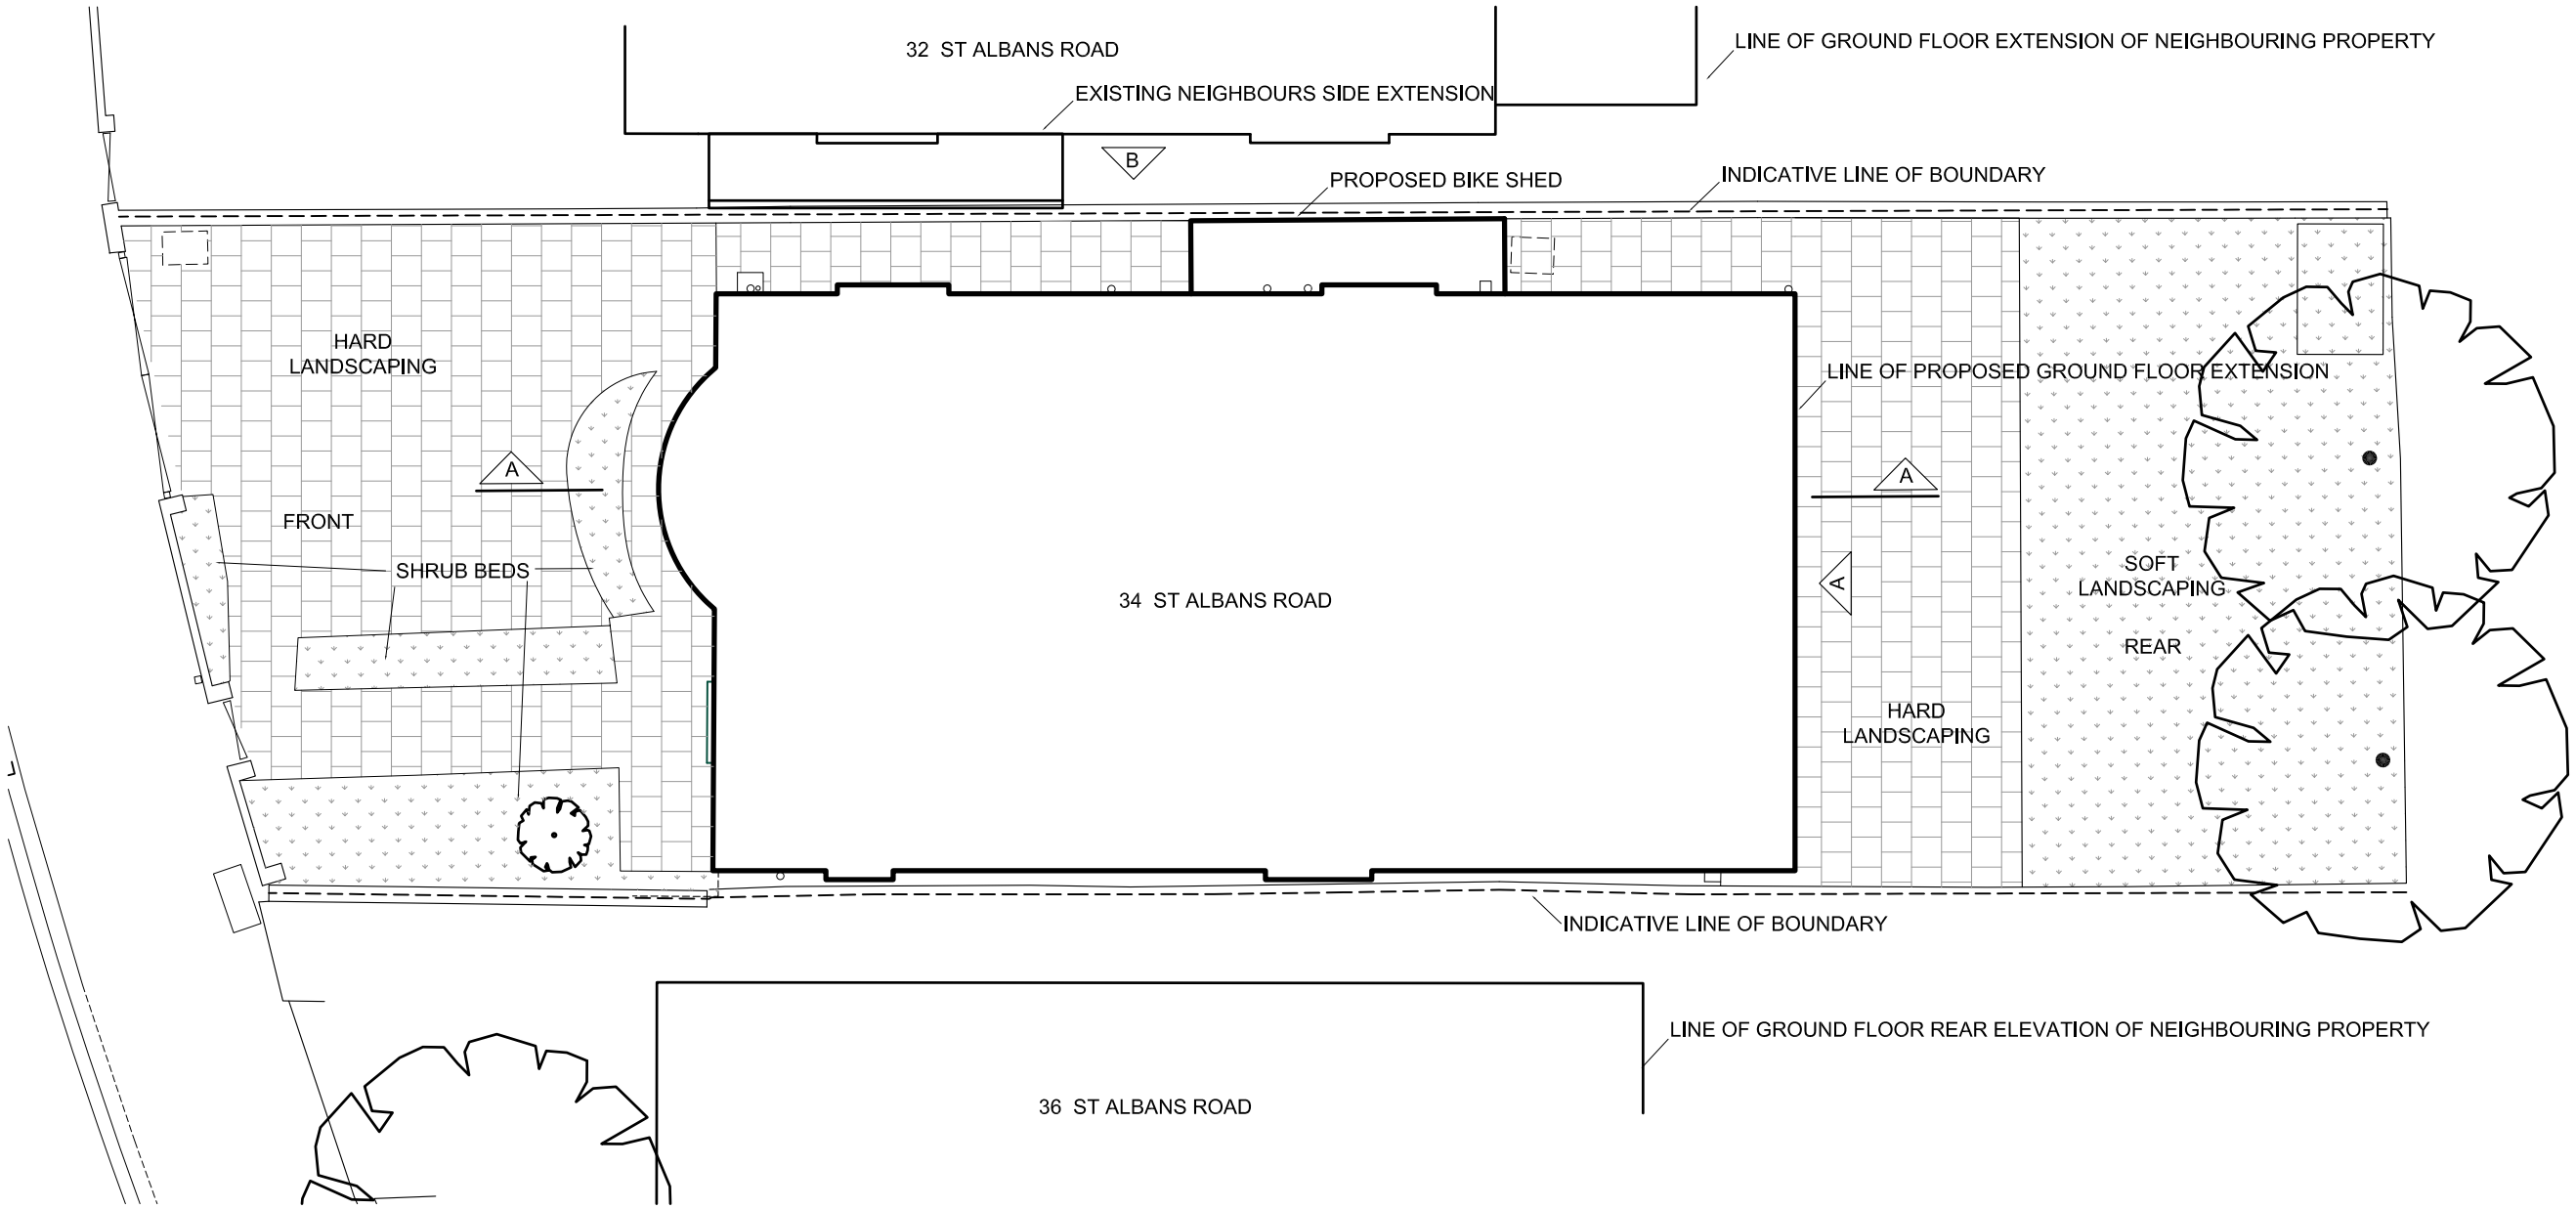 LINE OF GROUND FLOOR EXTENSION OF NEIGHBOURING PROPERTY
32 ST ALBANS ROAD
EXISTING NEIGHBOURS SIDE EXTENSION
B
PROPOSED BIKE SHED
INDICATIVE LINE OF BOUNDARY
HARD
LANDSCAPING
LINE OF PROPOSED GROUND FLOOR EXTENSION
A
A
FRONT
SHRUB BEDS
A
34 ST ALBANS ROAD
SOFT
LANDSCAPING
REAR
HARD
LANDSCAPING
INDICATIVE LINE OF BOUNDARY
LINE OF GROUND FLOOR REAR ELEVATION OF NEIGHBOURING PROPERTY
36 ST ALBANS ROAD